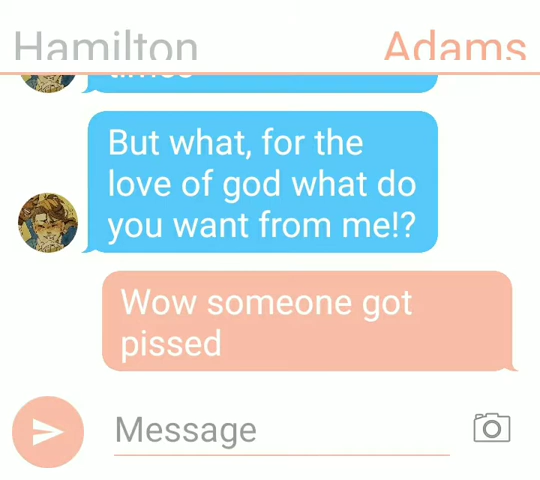 Hamilton Adams
But what, for the
love of god what do
you want from me!?
Wow someone got
pissed
Message